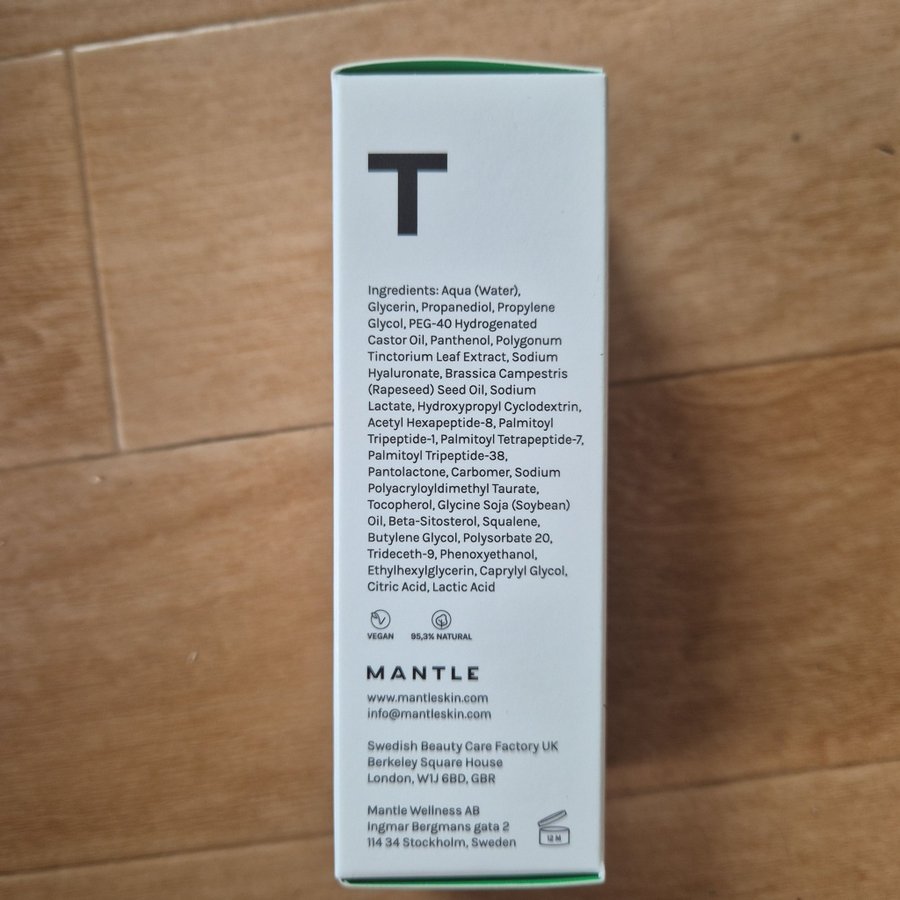 T
Ingredients: Aqua (Water),
Glycerin, Propanediol, Propylene
Glycol, PEG-40 Hydrogenated
Castor Oil, Panthenol, Polygonum
Tinctorium Leaf Extract, Sodium
Hyaluronate, Brassica Campestris
(Rapeseed) Seed Oil, Sodium
Lactate, Hydroxypropyl Cyclodextrin,
Acetyl Hexapeptide-8, Palmitoyl
Tripeptide-1, Palmitoyl Tetrapeptide-7,
Palmitoyl Tripeptide-38,
Pantolactone, Carbomer, Sodium
Polyacryloyldimethyl Taurate,
Tocopherol, Glycine Soja (Soybean)
Oil, Beta-Sitosterol, Squalene,
Butylene Glycol, Polysorbate 20,
Trideceth-9, Phenoxyethanol,
Ethylhexylglycerin, Caprylyl Glycol,
Citric Acid, Lactic Acid
VEGAN 95,3% NATURAL
MANTLE
www.mantleskin.com
info@mantleskin.com
Swedish Beauty Care Factory UK
Berkeley Square House
London, W1J 6BD, GBR
Mantle Wellness AB
Ingmar Bergmans gata 2
114 34 Stockholm, Sweden
12 M